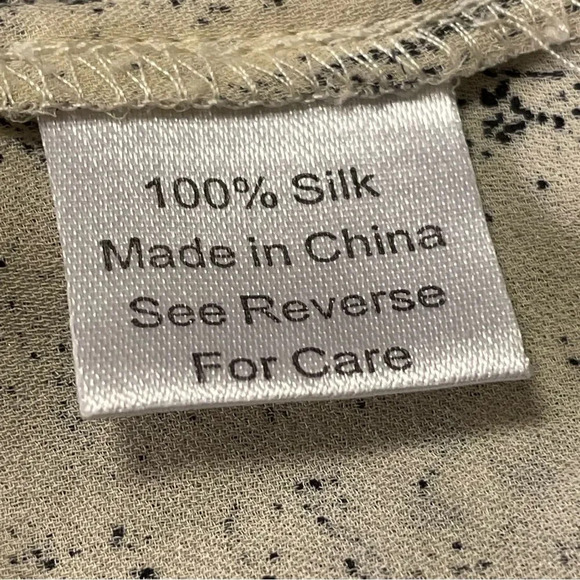 100% Silk
Made in China
See Reverse
For Care